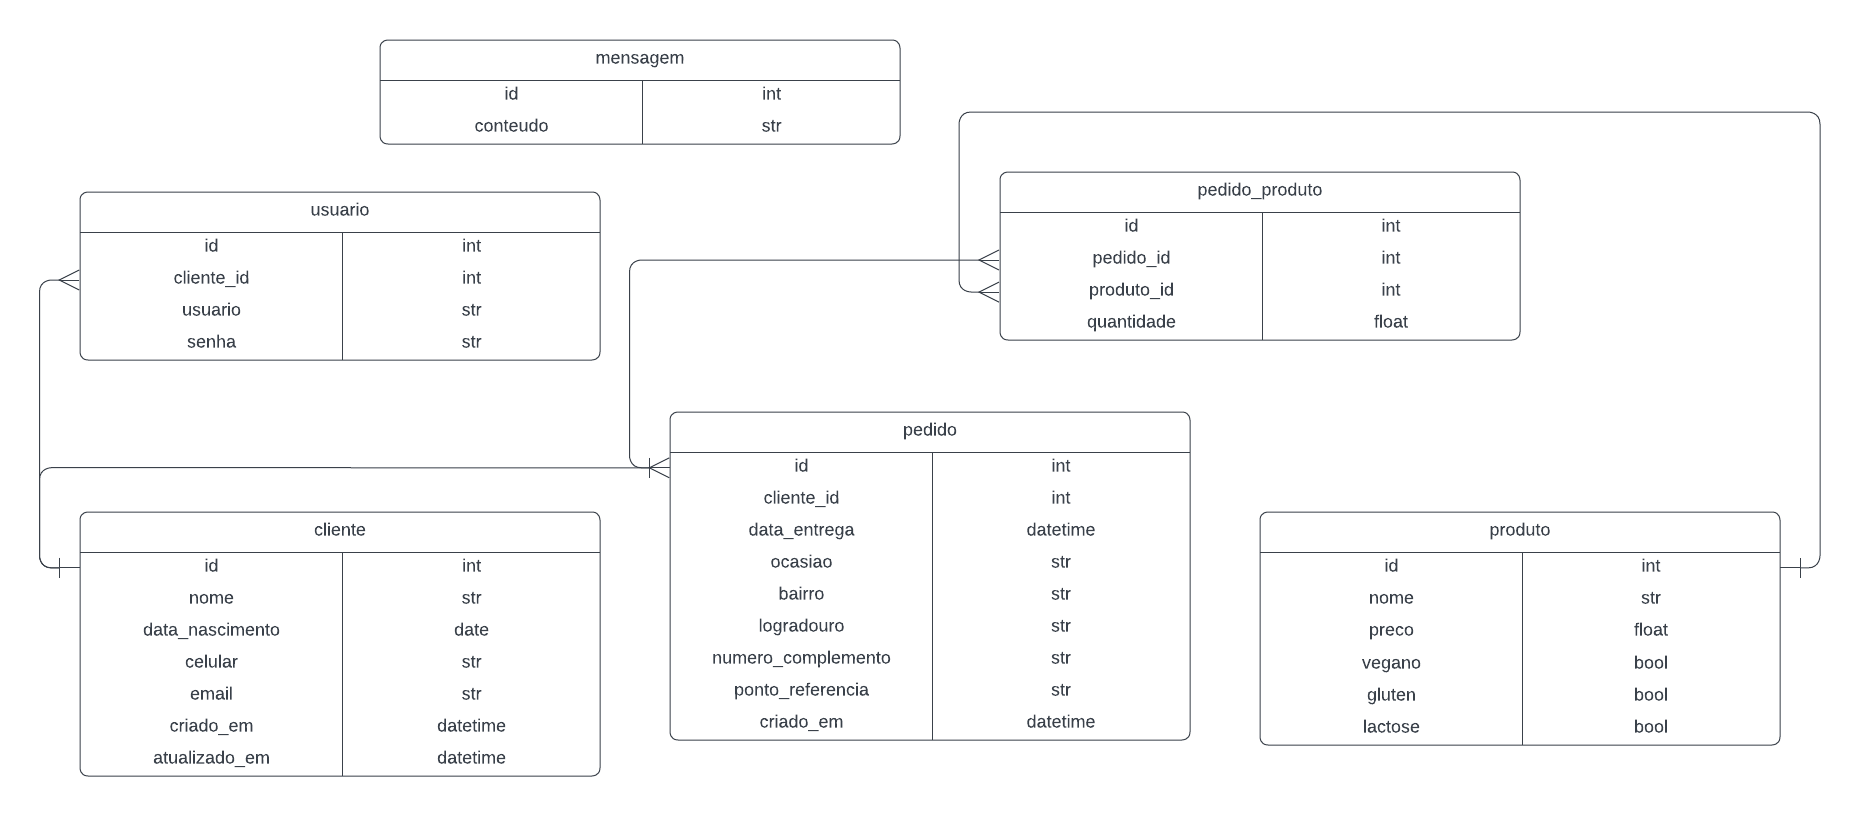 mensagem
id int
conteudo str
usuario
id int
cliente_id int
usuario str
senha str
pedido_produto
id int
pedido_id int
produto_id int
quantidade float
pedido
id int
cliente_id int
data_entrega datetime
ocasiao str
bairro str
logradouro str
numero_complemento str
ponto_referencia str
criado_em datetime
cliente
id int
nome str
data_nascimento date
celular str
email str
criado_em datetime
atualizado_em datetime
produto
id int
nome str
preco float
vegano bool
gluten bool
lactose bool